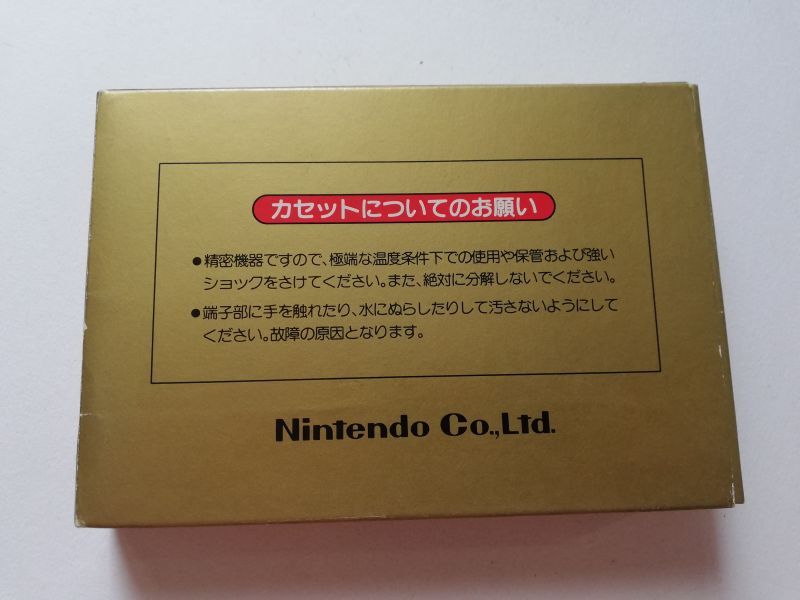 カセットについてのお願い
●精密機器ですので、極端な温度条件下での使用や保管および強い
ショックをさけてください。また、絶対に分解しないでください。
●端子部に手を触れたり、水にぬらしたりして汚さないようにして
ください。故障の原因となります。
Nintendo Co.,Ltd.